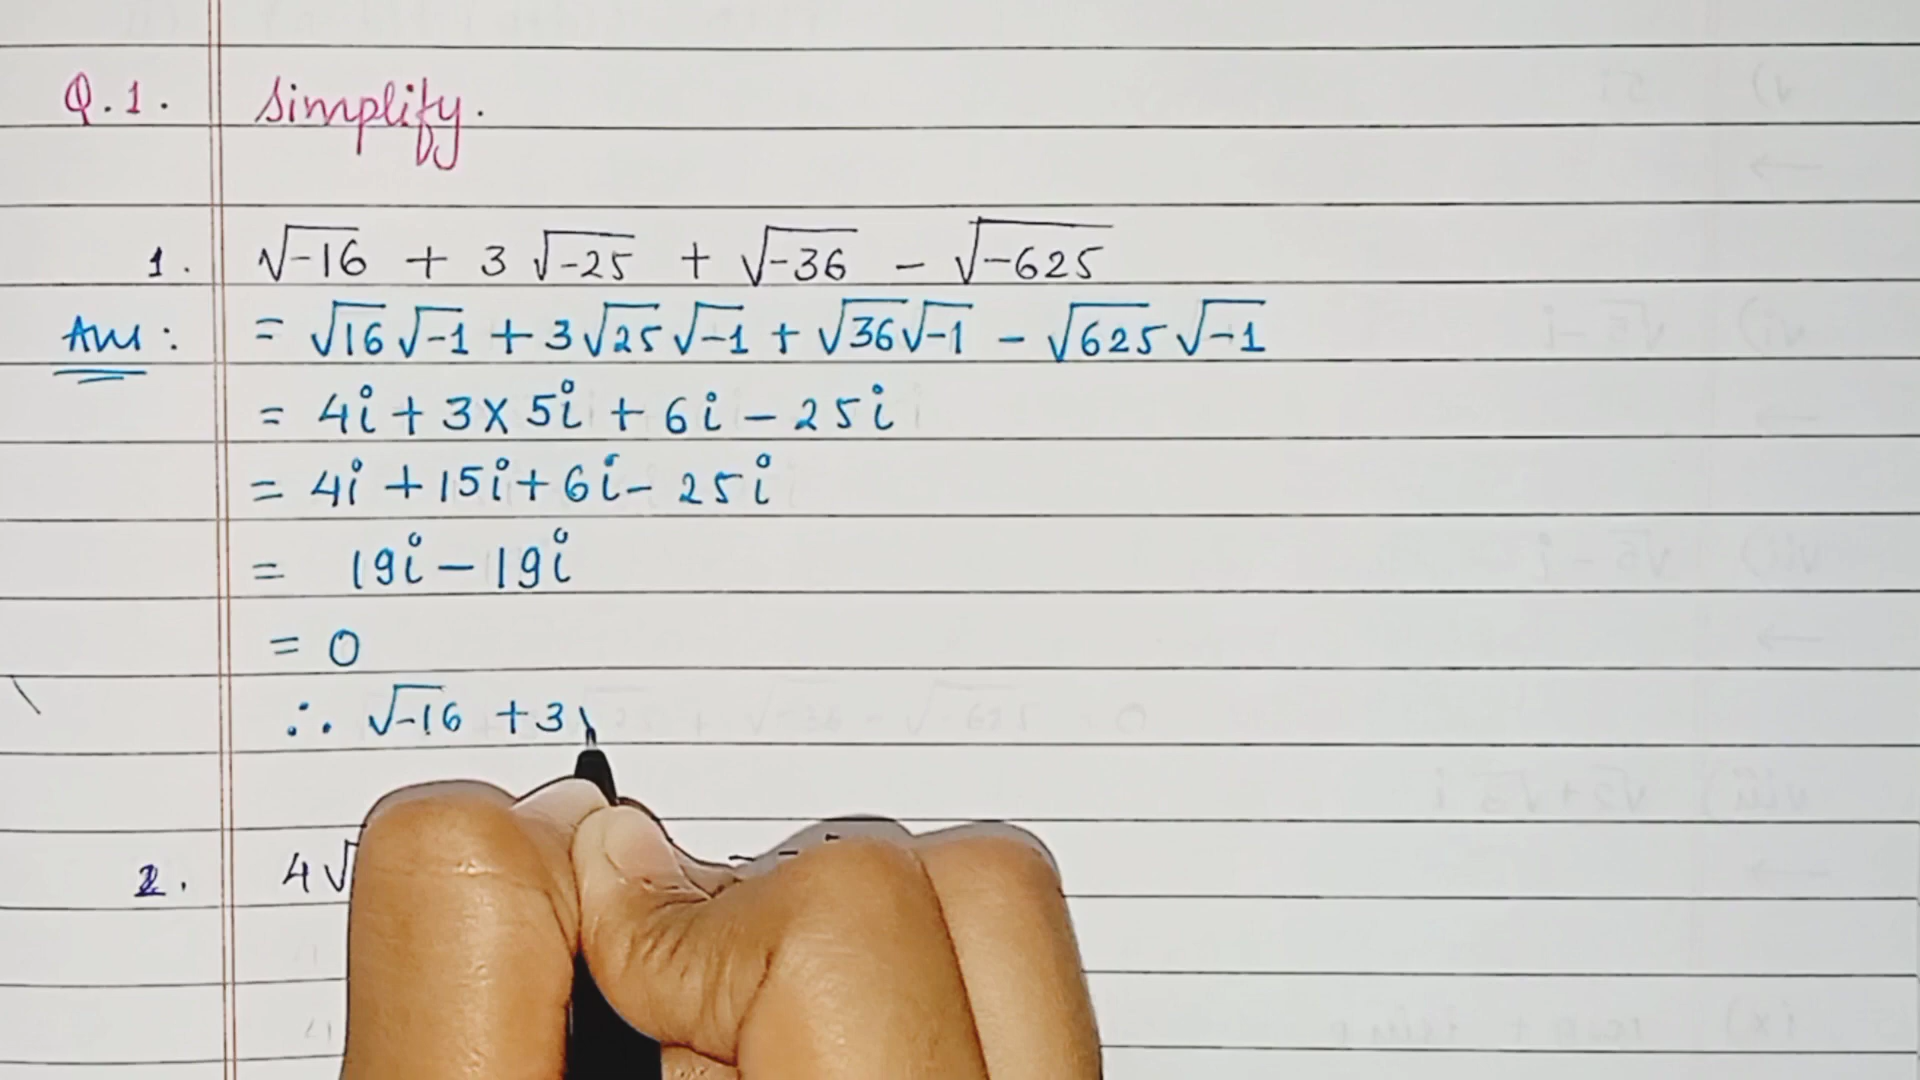 Q.1. Simplify.
1. √-16 + 3 √-25 + √-36 - √-625
Ans: = √16 √-1 + 3√25 √-1 + √36 √-1 - √625 √-1
= 4i + 3 x 5i + 6i - 25i
= 4i + 15i + 6i - 25i
= 19i - 19i
= 0
∴ √-16 + 3
2. 4√